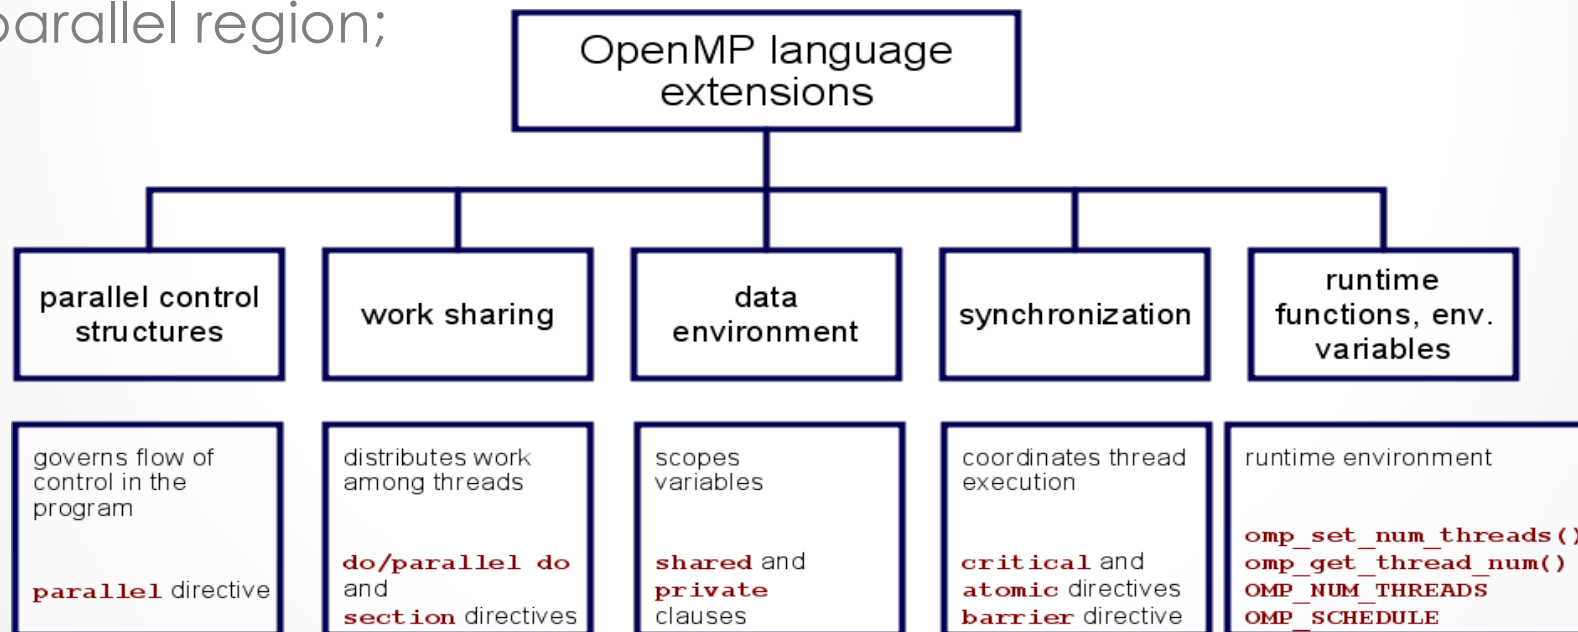 parallel region;
OpenMP language
extensions
parallel control
structures
work sharing
data
environment
synchronization
runtime
functions, env.
variables
governs flow of
control in the
program
parallel directive
distributes work
among threads
do/parallel do
and
section directives
scopes
variables
shared and
private
clauses
coordinates thread
execution
critical and
atomic directives
barrier directive
runtime environment
omp_set_num_threads()
omp_get_thread_num()
OMP_NUM_THREADS
OMP_SCHEDULE